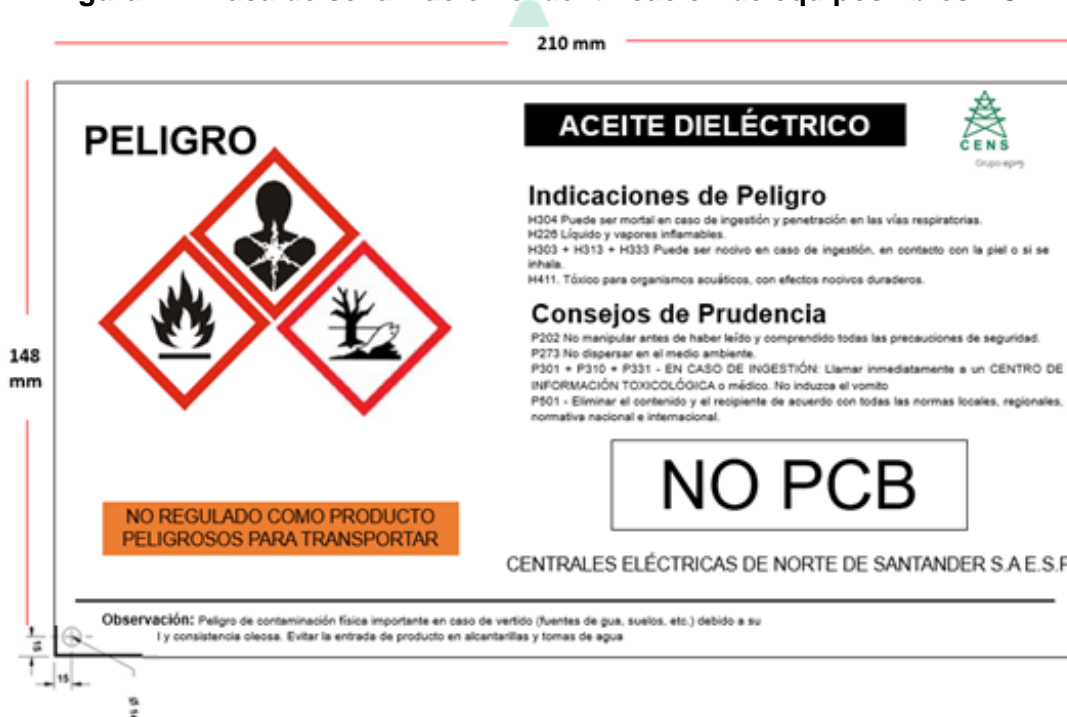 210 mm
148
mm
PELIGRO
ACEITE DIELÉCTRICO
CENS
Grupo epm
Indicaciones de Peligro
H304 Puede ser mortal en caso de ingestión y penetración en las vías respiratorias.
H226 Líquido y vapores inflamables.
H303 + H313 + H333 Puede ser nocivo en caso de ingestión, en contacto con la piel o si se
inhala.
H411. Tóxico para organismos acuáticos, con efectos nocivos duraderos.
Consejos de Prudencia
P202 No manipular antes de haber leído y comprendido todas las precauciones de seguridad.
P273 No dispersar en el medio ambiente.
P301 + P310 + P331 - EN CASO DE INGESTIÓN: Llamar inmediatamente a un CENTRO DE
INFORMACIÓN TOXICOLÓGICA o médico. No induzca el vomito
P501 - Eliminar el contenido y el recipiente de acuerdo con todas las normas locales, regionales,
normativa nacional e internacional.
NO PCB
NO REGULADO COMO PRODUCTO
PELIGROSOS PARA TRANSPORTAR
CENTRALES ELÉCTRICAS DE NORTE DE SANTANDER S.A E.S.P
Observación: Peligro de contaminación física importante en caso de vertido (fuentes de gua, suelos, etc.) debido a su
l y consistencia oleosa. Evitar la entrada de producto en alcantarillas y tomas de agua
15
15